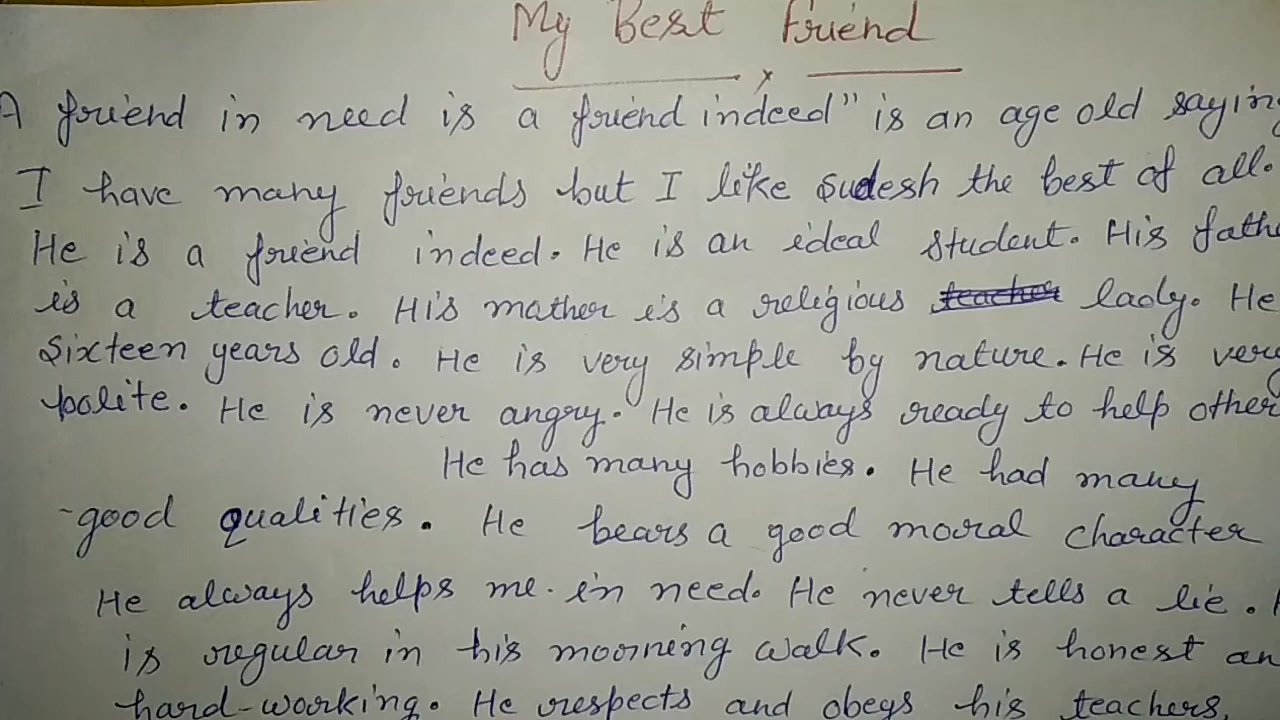 My Best Friend
A friend in need is a friend indeed" is an age old saying
I have many friends but I like Sudesh the best of all.
He is a friend indeed. He is an ideal student. His fathe
is a teacher. His mather is a religious teacher lady. He
Sixteen years old. He is very simple by nature. He is very
polite. He is never angry. He is always ready to help other
He has many hobbies. He had many
good qualities. He bears a good moral character
He always helps me. in need. He never tells a lie.
is regular in his moorning walk. He is honest an
hard-working. He respects and obeys his teachers.